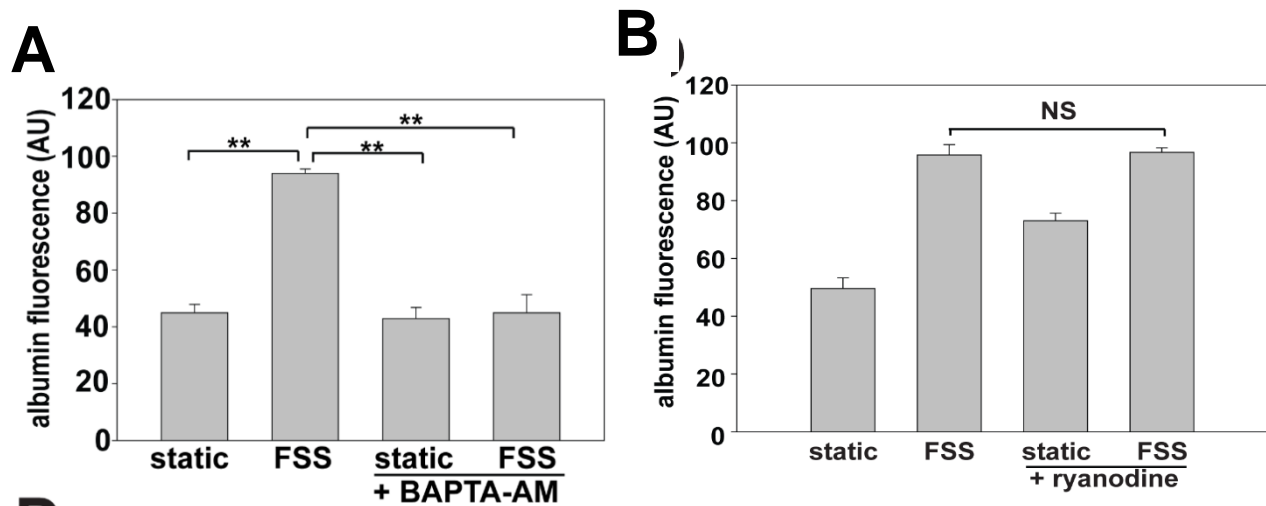 A
albumin fluorescence (AU)
120
100
80
60
40
20
0
**
**
**
static FSS static FSS
+ BAPTA-AM
B
albumin fluorescence (AU)
120
100
80
60
40
20
0
NS
static FSS static FSS
+ ryanodine